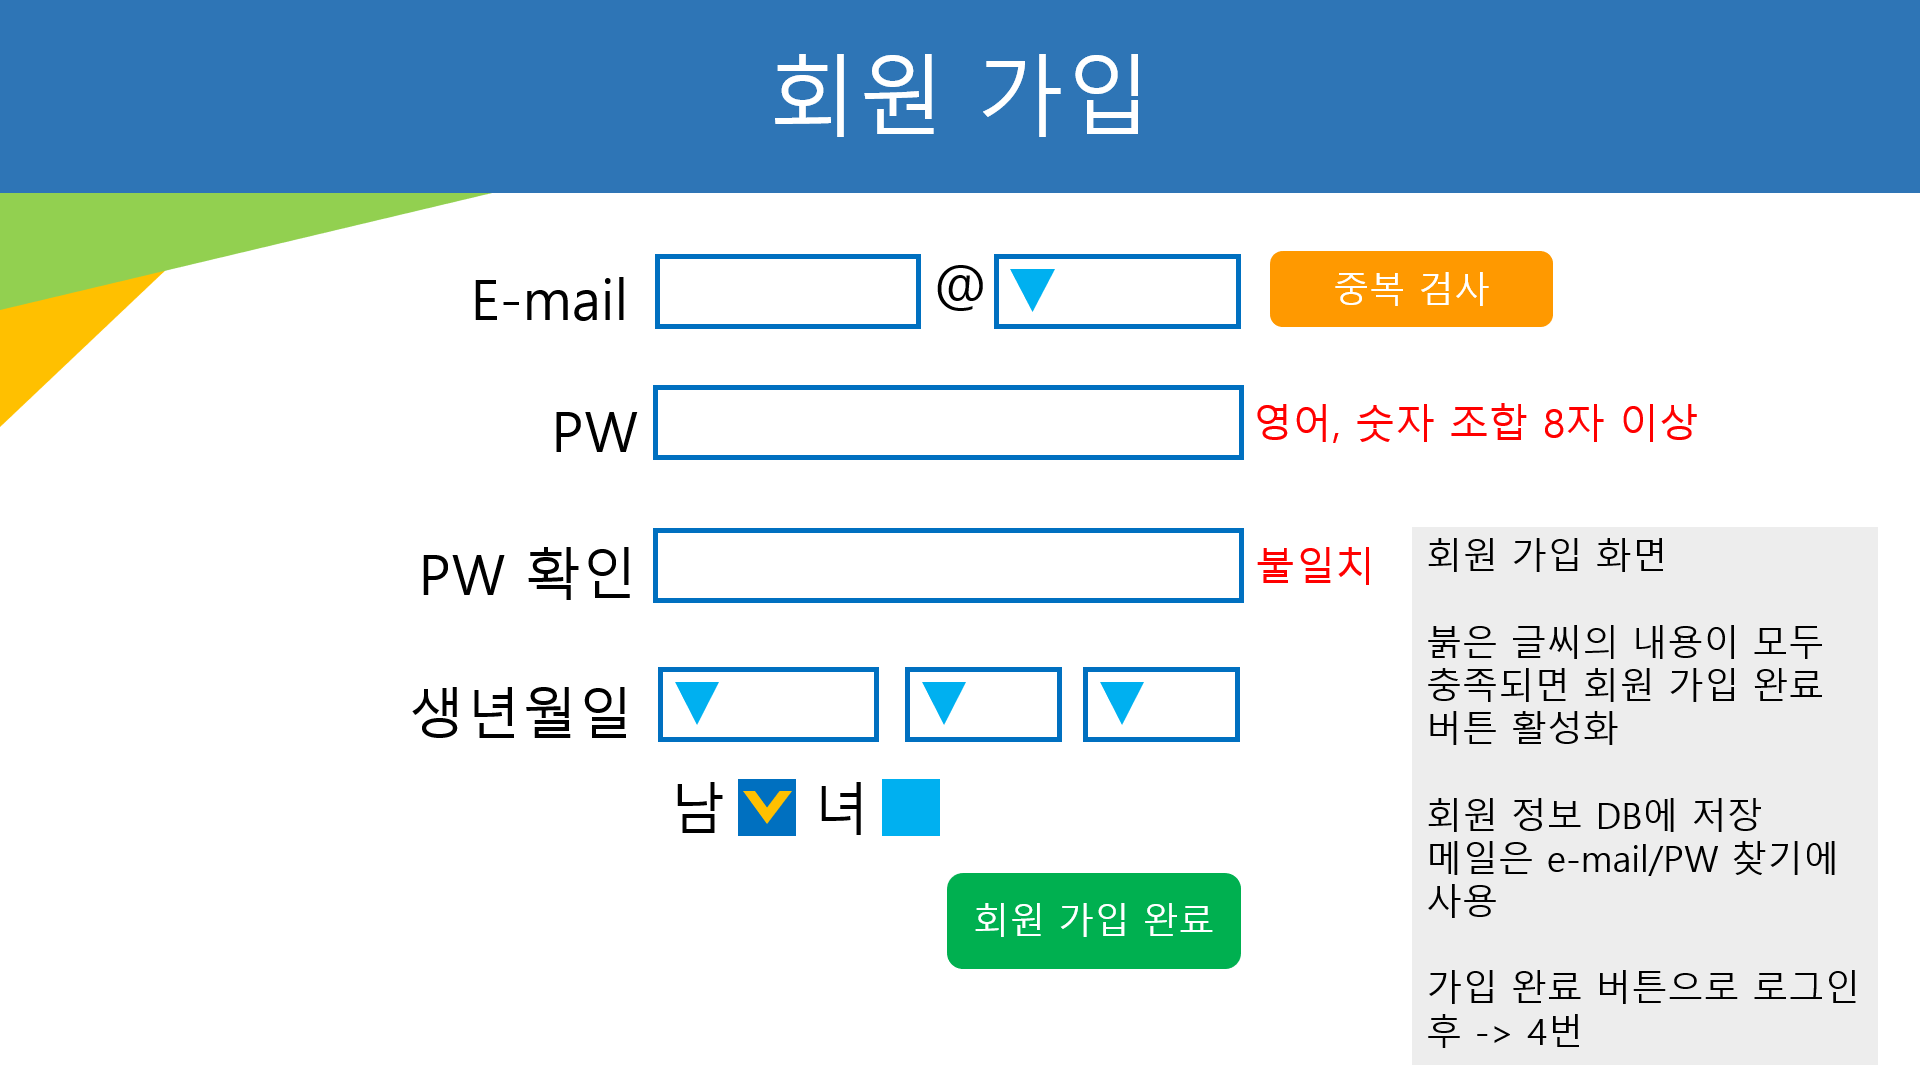 회원 가입
E-mail @ 중복 검사
PW 영어, 숫자 조합 8자 이상
PW 확인 불일치
생년월일
남 녀
회원 가입 완료
회원 가입 화면
붉은 글씨의 내용이 모두
충족되면 회원 가입 완료
버튼 활성화
회원 정보 DB에 저장
메일은 e-mail/PW 찾기에
사용
가입 완료 버튼으로 로그인
후 -> 4번